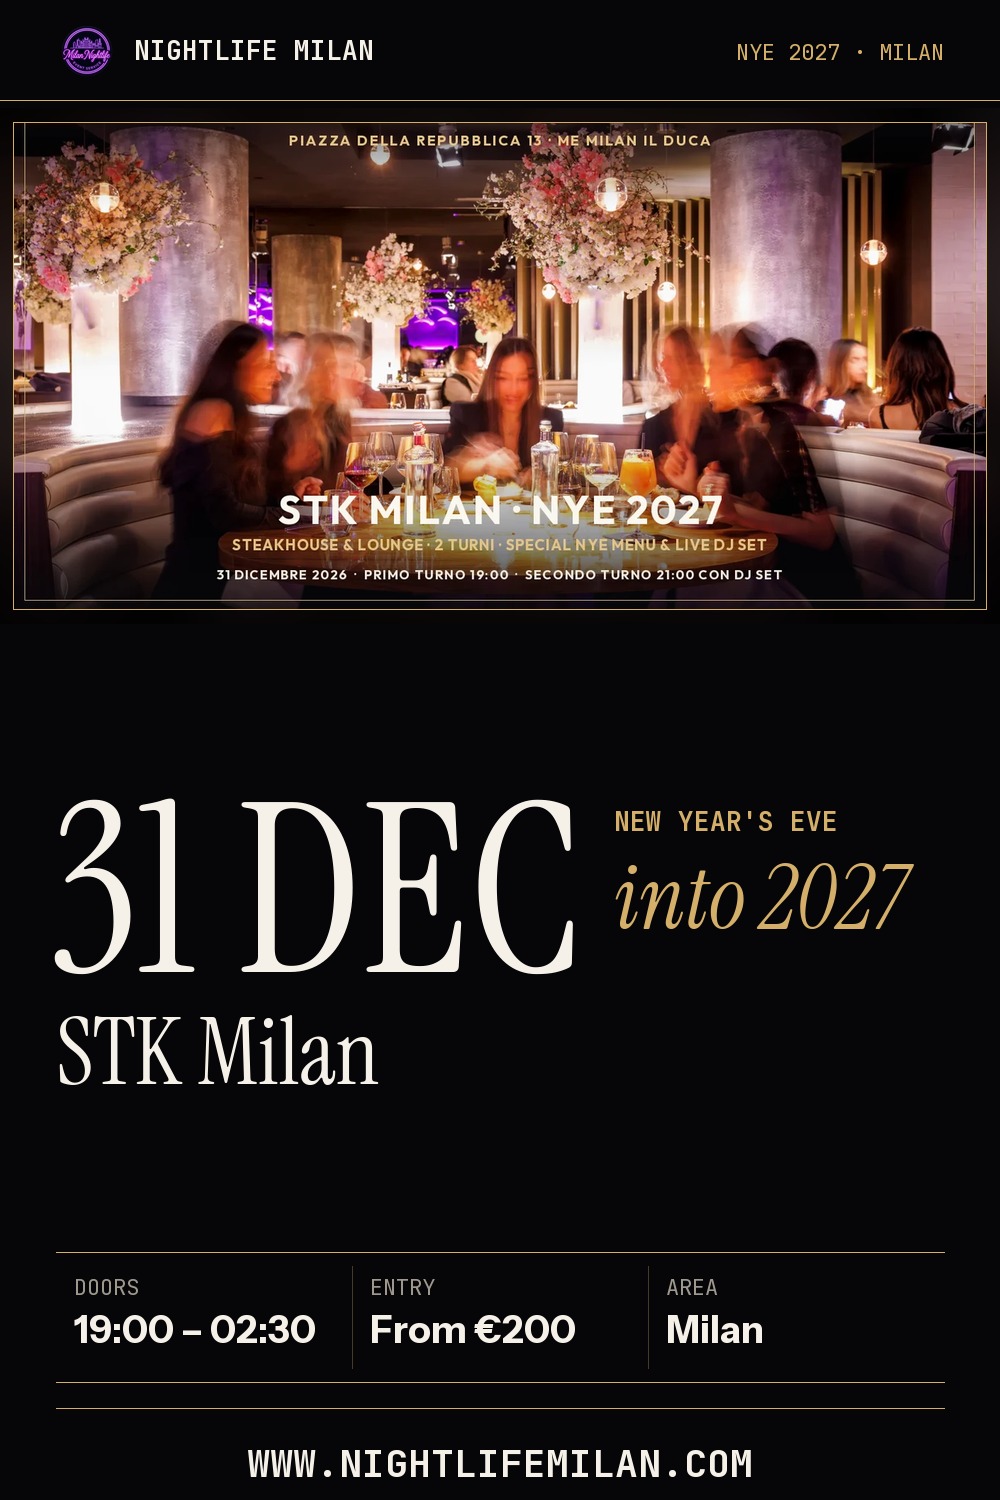 Milan Nightlife
NIGHTLIFE MILAN
NYE 2027 · MILAN
PIAZZA DELLA REPUBBLICA 13 · ME MILAN IL DUCA
STK MILAN · NYE 2027
STEAKHOUSE & LOUNGE · 2 TURNI · SPECIAL NYE MENU & LIVE DJ SET
31 DICEMBRE 2026 · PRIMO TURNO 19:00 · SECONDO TURNO 21:00 CON DJ SET
31 DEC
NEW YEAR'S EVE
into 2027
STK Milan
DOORS
19:00 – 02:30
ENTRY
From €200
AREA
Milan
WWW.NIGHTLIFEMILAN.COM